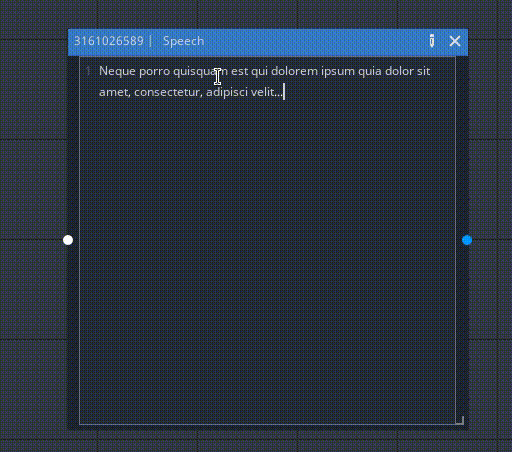 3161026589 | Speech
1 Neque porro quisquam est qui dolorem ipsum quia dolor sit
amet, consectetur, adipisci velit...